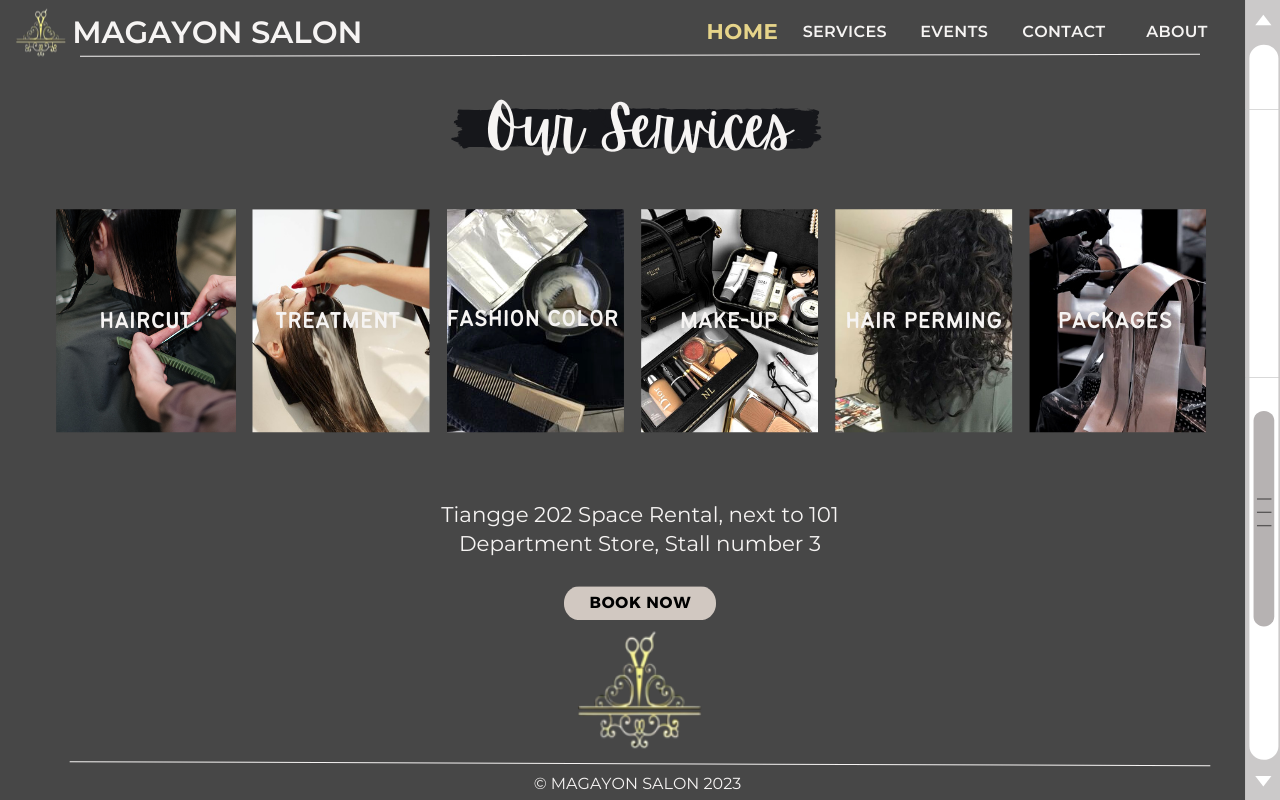 MAGAYON SALON
HOME SERVICES EVENTS CONTACT ABOUT
Our Services
HAIRCUT
TREATMENT
FASHION COLOR
MAKE-UP
HAIR PERMING
PACKAGES
NL
Tiangge 202 Space Rental, next to 101
Department Store, Stall number 3
BOOK NOW
© MAGAYON SALON 2023